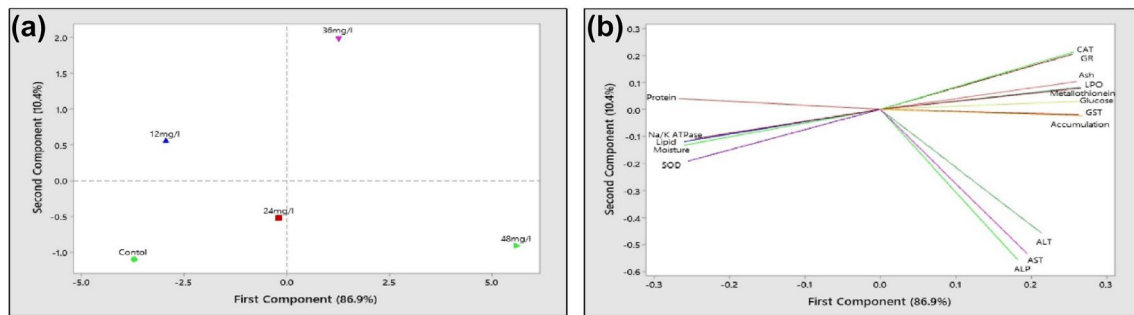 (a)
Second Component (10.4%)
2.0
1.5
1.0
0.5
0.0
-0.5
-1.0
36mg/l
12mg/l
24mg/l
48mg/l
Contol
-2.5
0.0
2.5
5.0
First Component (86.9%)
(b)
Second Component (10.4%)
0.3
0.2
0.1
0.0
-0.1
-0.2
-0.3
-0.4
-0.5
-0.6
CAT
GR
Ash
LPO
Metallothionein
Glucose
GST
Accumulation
Protein
Na/K ATPase
Lipid
Moisture
SOD
ALT
AST
ALP
-0.3
-0.2
-0.1
0.0
0.1
0.2
0.3
First Component (86.9%)